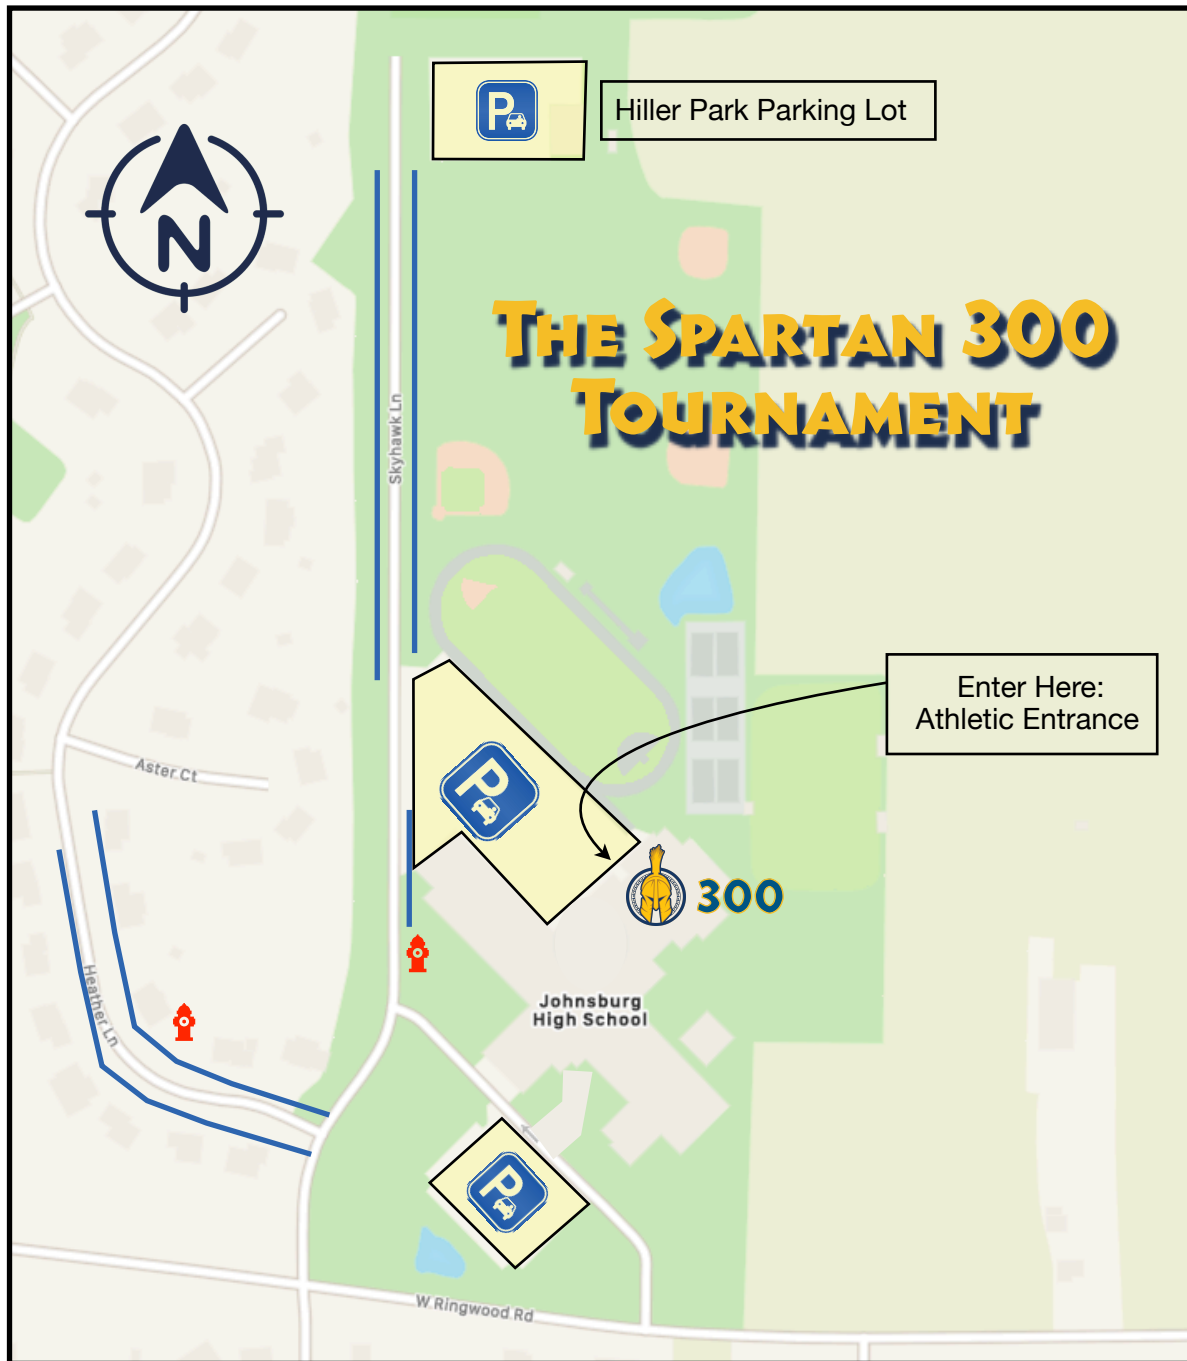 P
Hiller Park Parking Lot
N
THE SPARTAN 300
TOURNAMENT
Skyhawk Ln
Enter Here:
Athletic Entrance
Aster Ct
P
300
Heather Ln
Johnsburg
High School
P
W Ringwood Rd